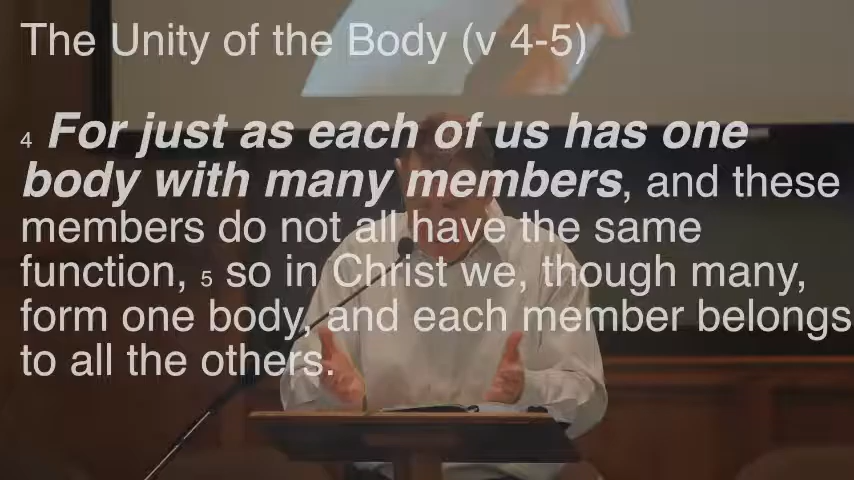 The Unity of the Body (v 4-5)
4 For just as each of us has one
body with many members, and these
members do not all have the same
function, 5 so in Christ we, though many,
form one body, and each member belongs
to all the others.